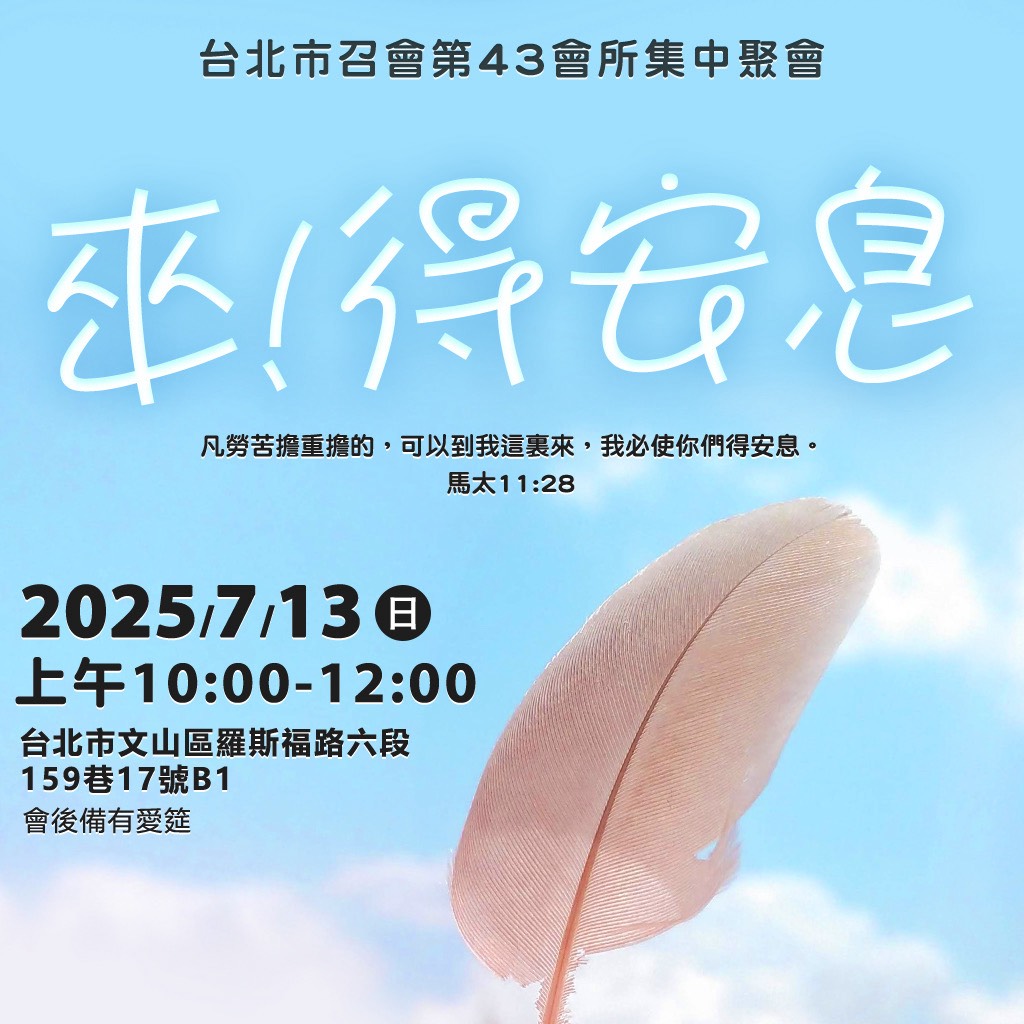 台北市召會第43會所集中聚會
來!得安息
凡勞苦擔重擔的，可以到我這裏來，我必使你們得安息。
馬太11:28
2025/7/13 日
上午10:00-12:00
台北市文山區羅斯福路六段
159巷17號B1
會後備有愛筵